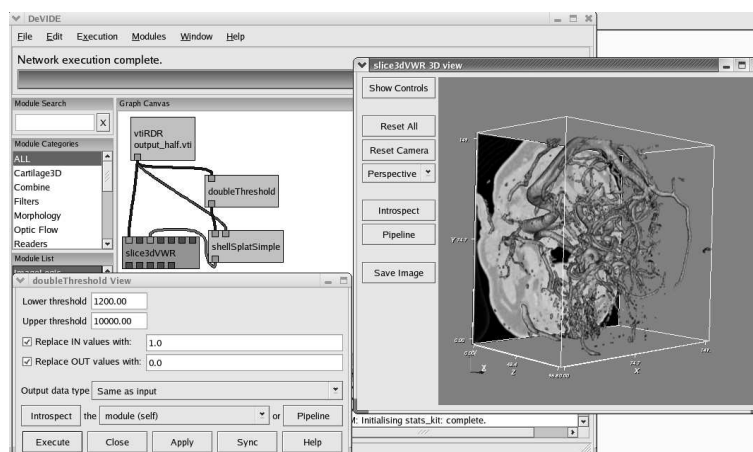 DeVIDE
File Edit Execution Modules Window Help
Network execution complete.
Module Search
X
Module Categories
ALL
Cartilage3D
Combine
Filters
Morphology
Optic Flow
Readers
Module List
Graph Canvas
vtiRDR
output_half.vti
doubleThreshold
shellSplatSimple
slice3dVWR
slice3dVWR 3D view
Show Controls
Reset All
Reset Camera
Perspective
Introspect
Pipeline
Save Image
Y
X
Z
X
0.00
doubleThreshold View
Lower threshold 1200.00
Upper threshold 10000.00
Replace IN values with: 1.0
Replace OUT values with: 0.0
Output data type Same as input
Introspect the module (self) or Pipeline
Execute Close Apply Sync Help
Initialising stats_kit: complete.